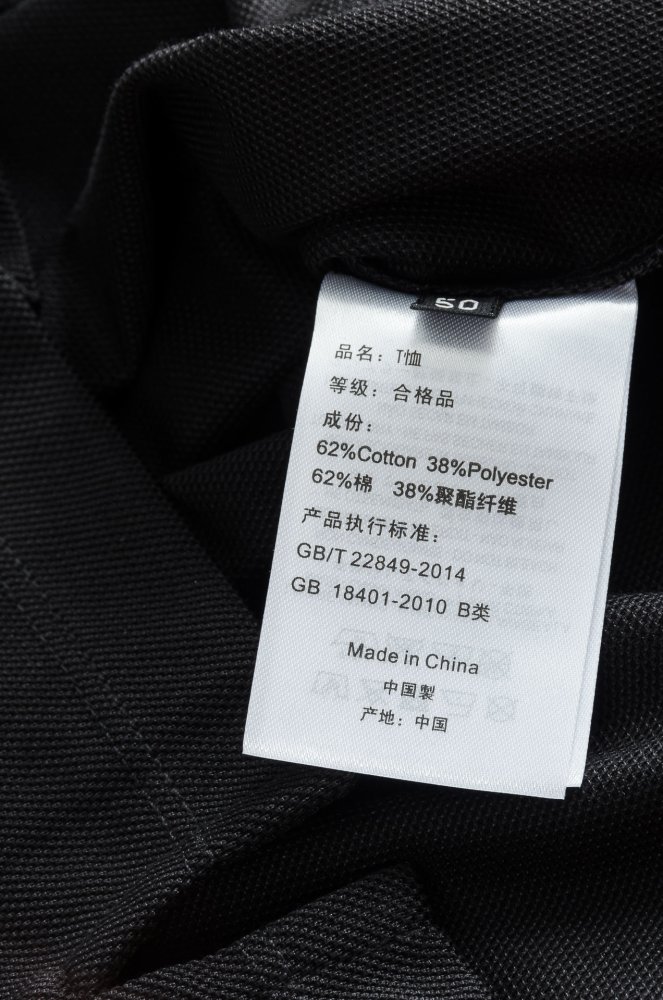 50
品名：T恤
等级：合格品
成份：
62%Cotton 38%Polyester
62%棉 38%聚酯纤维
产品执行标准：
GB/T 22849-2014
GB 18401-2010 B类
Made in China
中国製
产地：中国